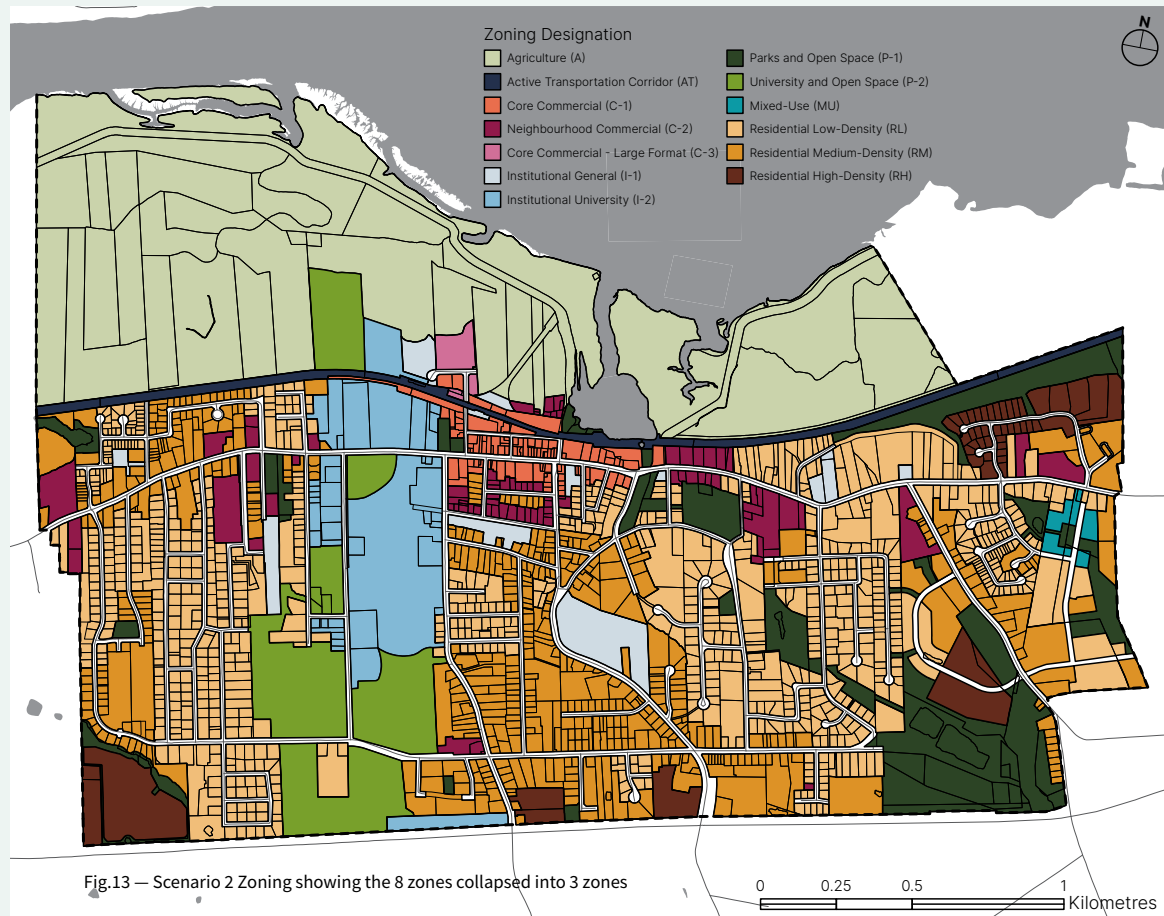 N
Zoning Designation
Agriculture (A)
Active Transportation Corridor (AT)
Core Commercial (C-1)
Neighbourhood Commercial (C-2)
Core Commercial - Large Format (C-3)
Institutional General (I-1)
Institutional University (I-2)
Parks and Open Space (P-1)
University and Open Space (P-2)
Mixed-Use (MU)
Residential Low-Density (RL)
Residential Medium-Density (RM)
Residential High-Density (RH)
Fig.13 — Scenario 2 Zoning showing the 8 zones collapsed into 3 zones
0 0.25 0.5 1
Kilometres